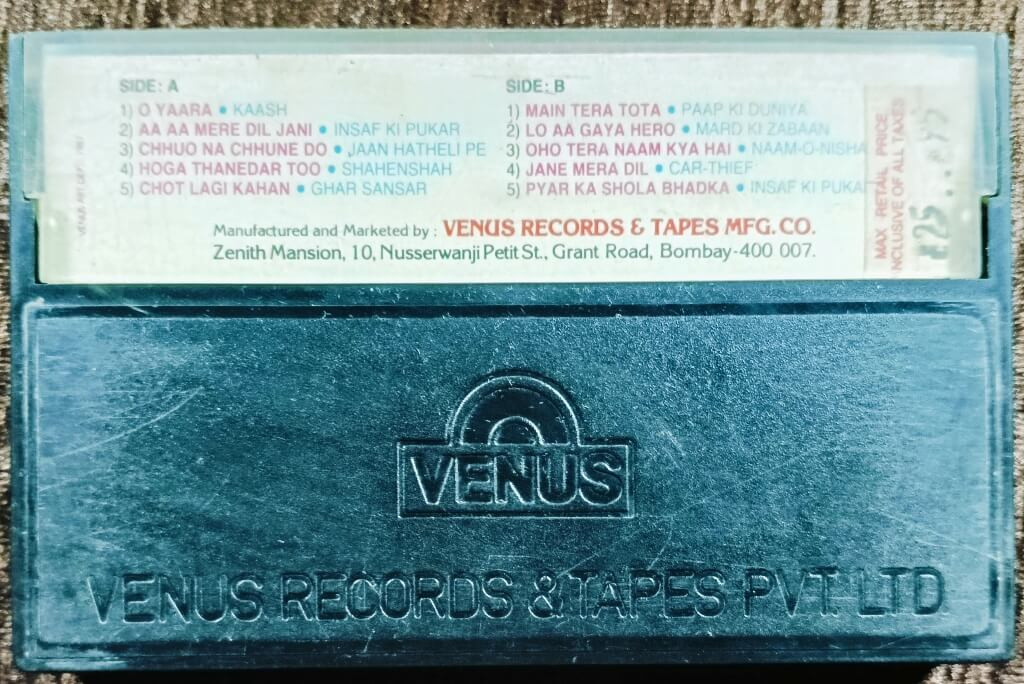 SIDE: A
1) O YAARA • KAASH
2) AA AA MERE DIL JANI • INSAF KI PUKAR
3) CHHUO NA CHHUNE DO • JAAN HATHELI PE
4) HOGA THANEDAR TOO • SHAHENSHAH
5) CHOT LAGI KAHAN • GHAR SANSAR
SIDE: B
1) MAIN TERA TOTA • PAAP KI DUNIYA
2) LO AA GAYA HERO • MARD KI ZABAAN
3) OHO TERA NAAM KYA HAI • NAAM-O-NISHA
4) JANE MERA DIL • CAR-THIEF
5) PYAR KA SHOLA BHADKA • INSAF KI PUKA
Manufactured and Marketed by : VENUS RECORDS & TAPES MFG. CO.
Zenith Mansion, 10, Nusserwanji Petit St., Grant Road, Bombay-400 007.
MAX RETAIL PRICE
INCLUSIVE OF ALL TAXES
VENUS
VENUS RECORDS & TAPES PVT. LTD